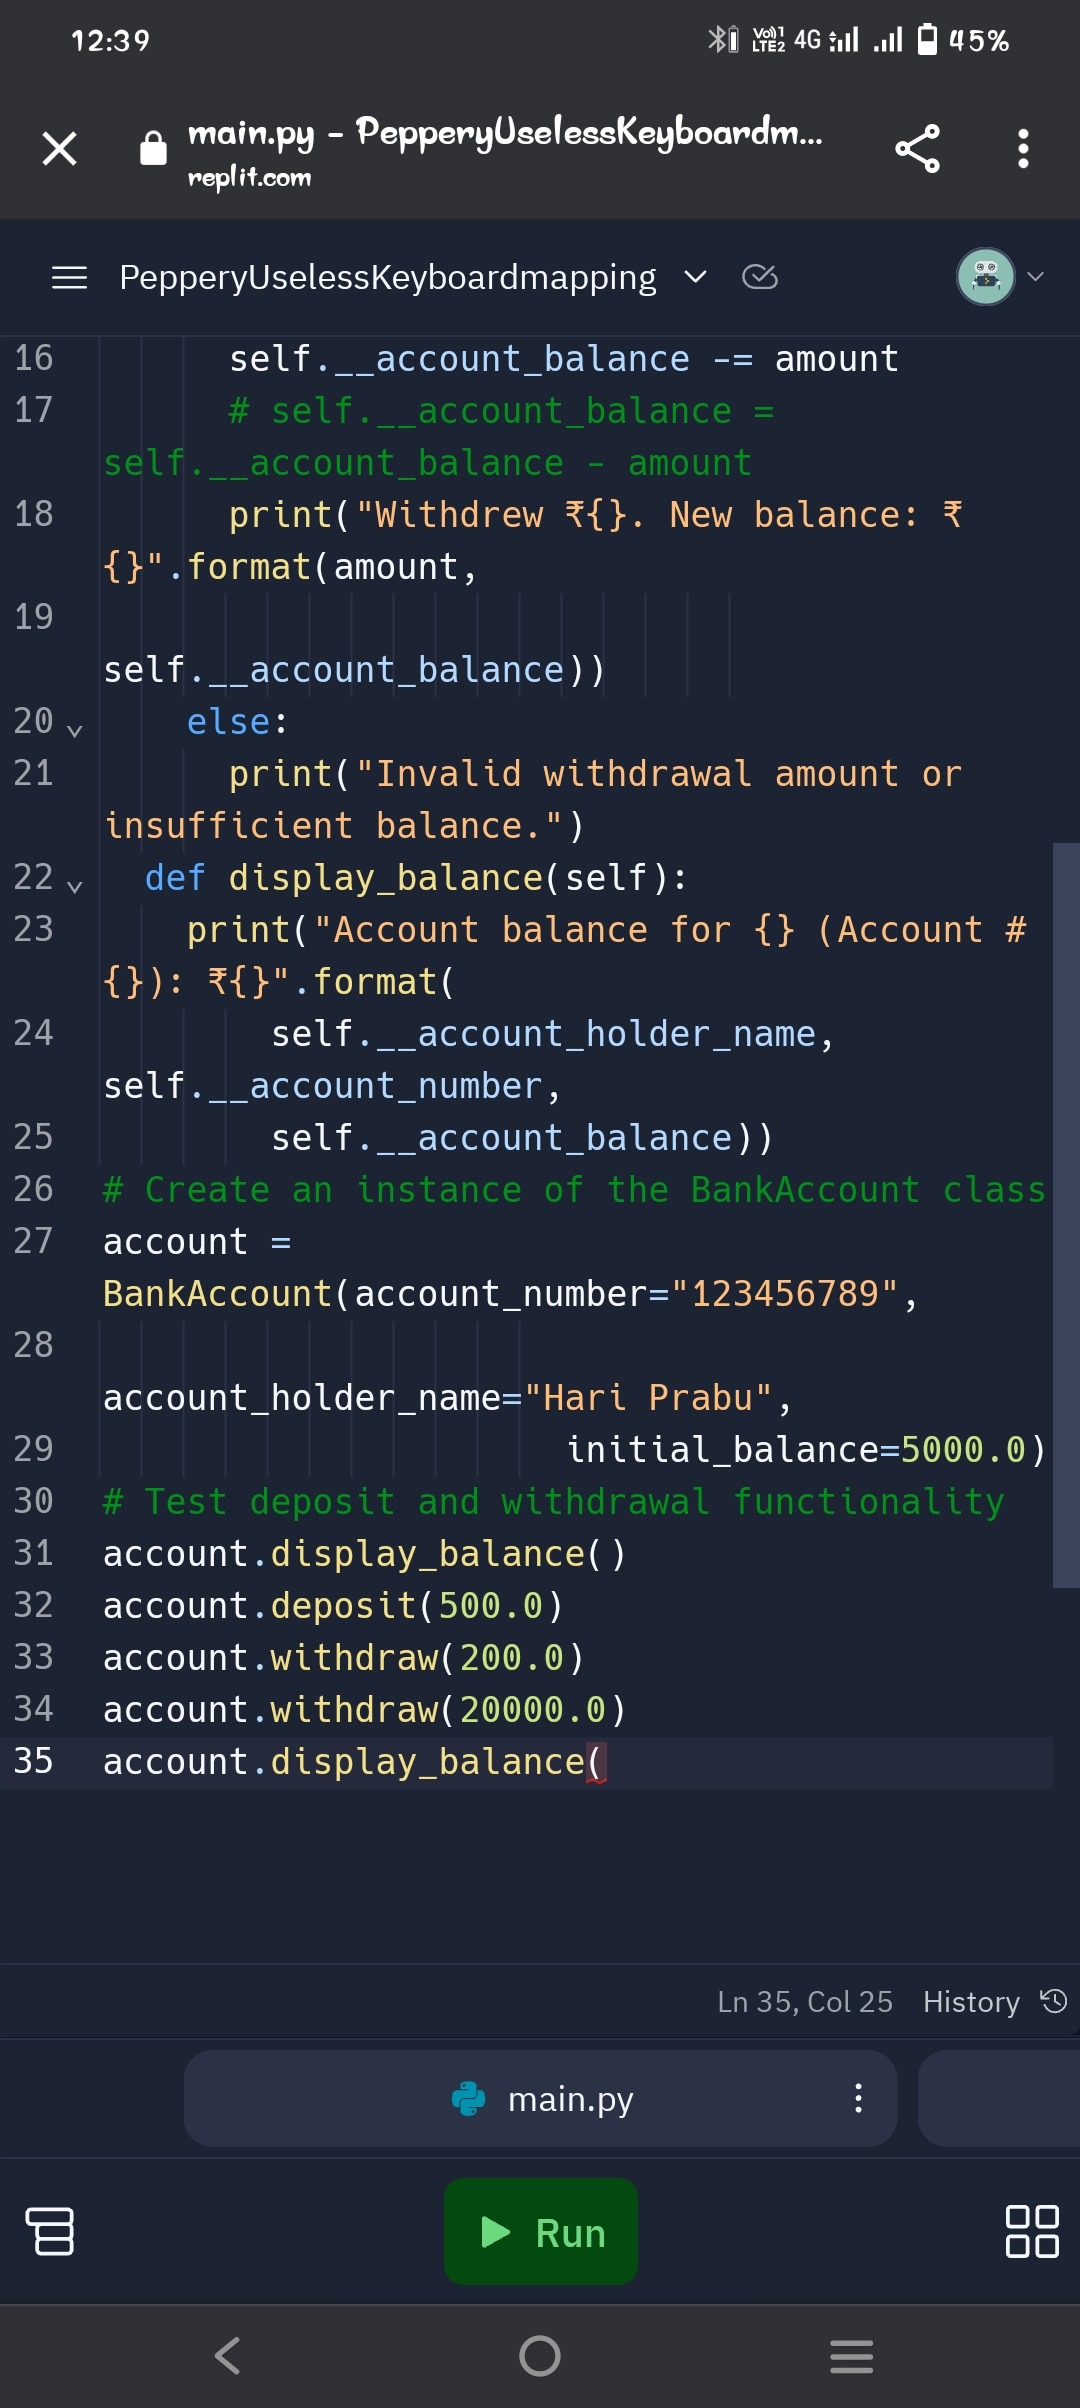 12:39
Vo)) 1 LTE2 4G 45%
main.py - PepperyUselessKeyboardm...
replit.com
PepperyUselessKeyboardmapping
16 self.__account_balance -= amount
17 # self.__account_balance =
self.__account_balance - amount
18 print("Withdrew ₹{}. New balance: ₹
{}".format(amount,
19
self.__account_balance))
20 else:
21 print("Invalid withdrawal amount or
insufficient balance.")
22 def display_balance(self):
23 print("Account balance for {} (Account #
{}): ₹{}".format(
24 self.__account_holder_name,
self.__account_number,
25 self.__account_balance))
26 # Create an instance of the BankAccount class
27 account =
BankAccount(account_number="123456789",
28
account_holder_name="Hari Prabu",
29 initial_balance=5000.0)
30 # Test deposit and withdrawal functionality
31 account.display_balance()
32 account.deposit(500.0)
33 account.withdraw(200.0)
34 account.withdraw(20000.0)
35 account.display_balance(
Ln 35, Col 25 History
main.py
Run